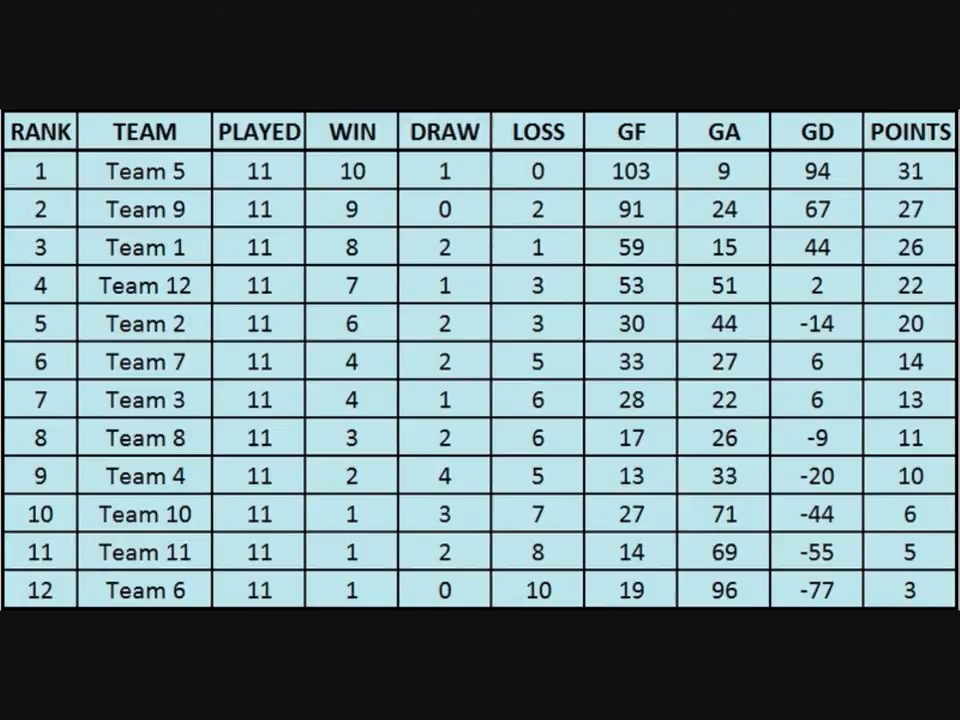 RANK TEAM PLAYED WIN DRAW LOSS GF GA GD POINTS
1 Team 5 11 10 1 0 103 9 94 31
2 Team 9 11 9 0 2 91 24 67 27
3 Team 1 11 8 2 1 59 15 44 26
4 Team 12 11 7 1 3 53 51 2 22
5 Team 2 11 6 2 3 30 44 -14 20
6 Team 7 11 4 2 5 33 27 6 14
7 Team 3 11 4 1 6 28 22 6 13
8 Team 8 11 3 2 6 17 26 -9 11
9 Team 4 11 2 4 5 13 33 -20 10
10 Team 10 11 1 3 7 27 71 -44 6
11 Team 11 11 1 2 8 14 69 -55 5
12 Team 6 11 1 0 10 19 96 -77 3